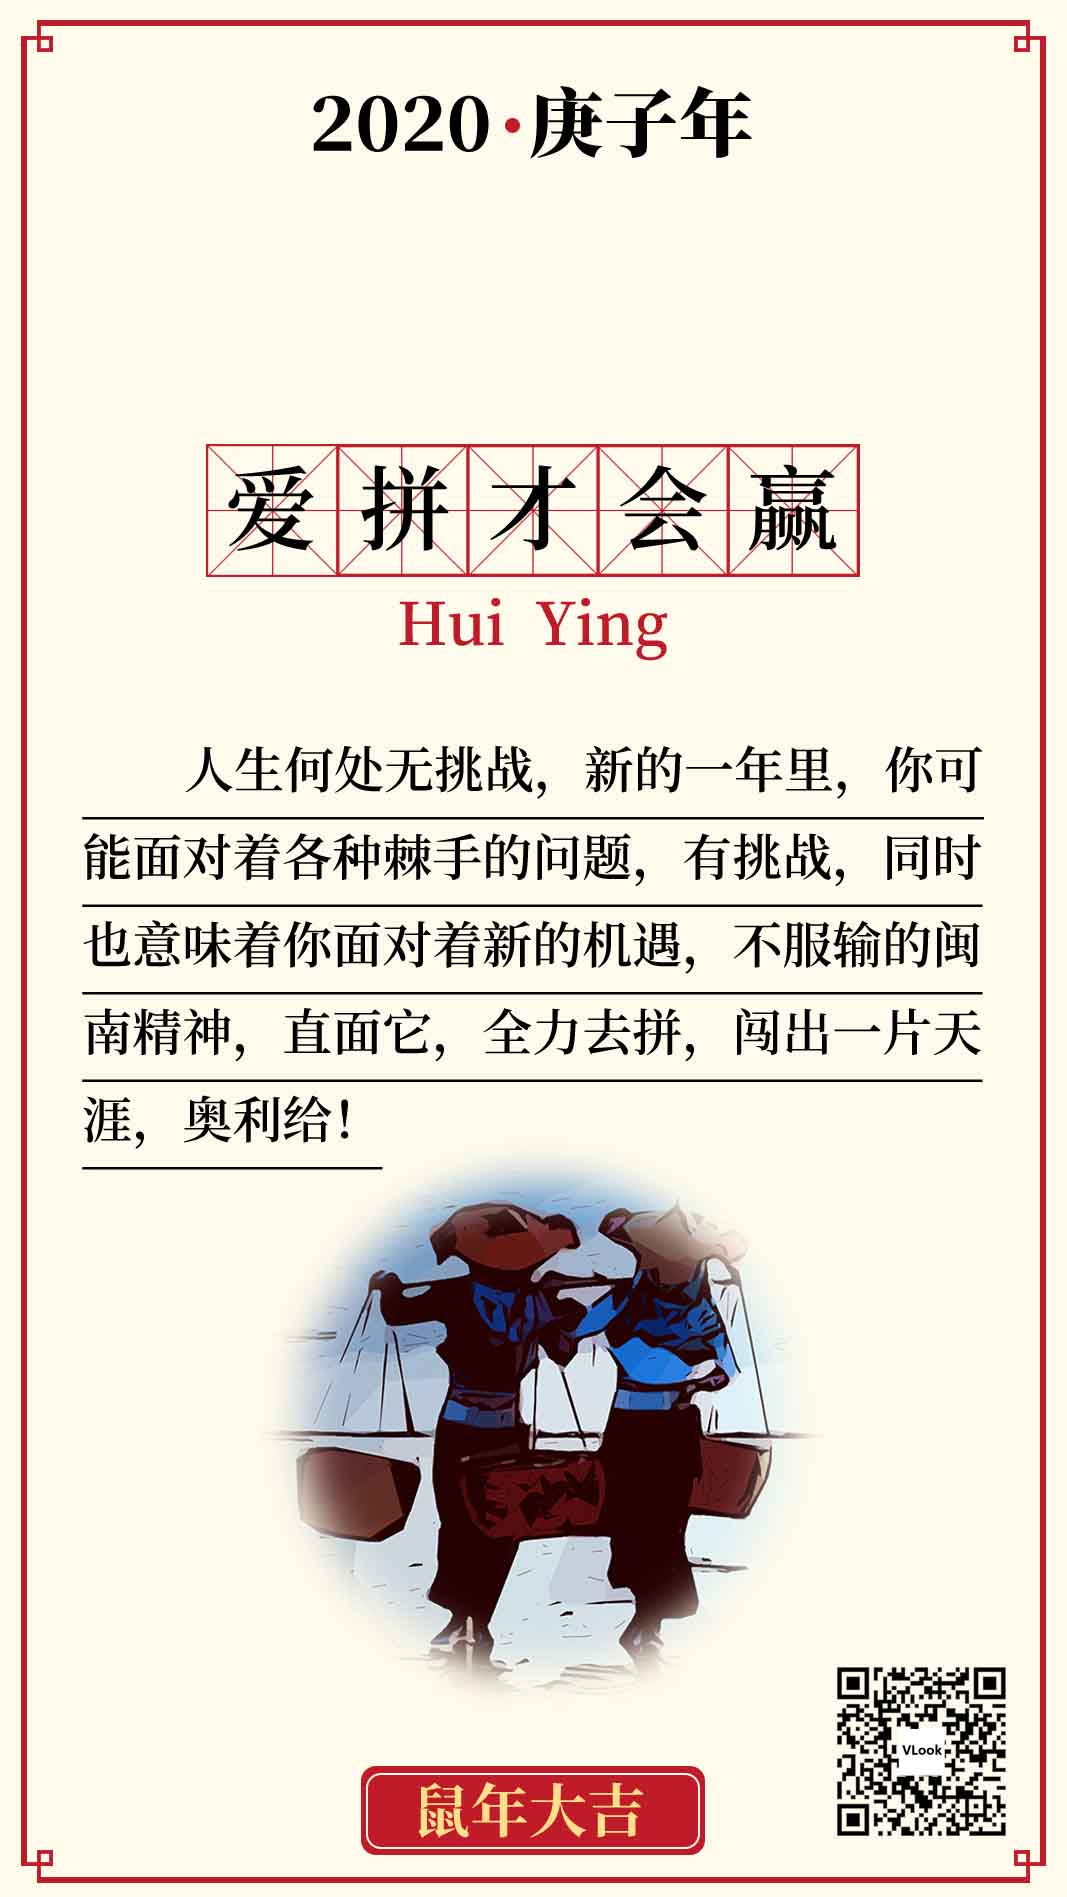 2020·庚子年
爱拼才会赢
Hui Ying
人生何处无挑战，新的一年里，你可
能面对着各种棘手的问题，有挑战，同时
也意味着你面对着新的机遇，不服输的闽
南精神，直面它，全力去拼，闯出一片天
涯，奥利给！
VLook
鼠年大吉